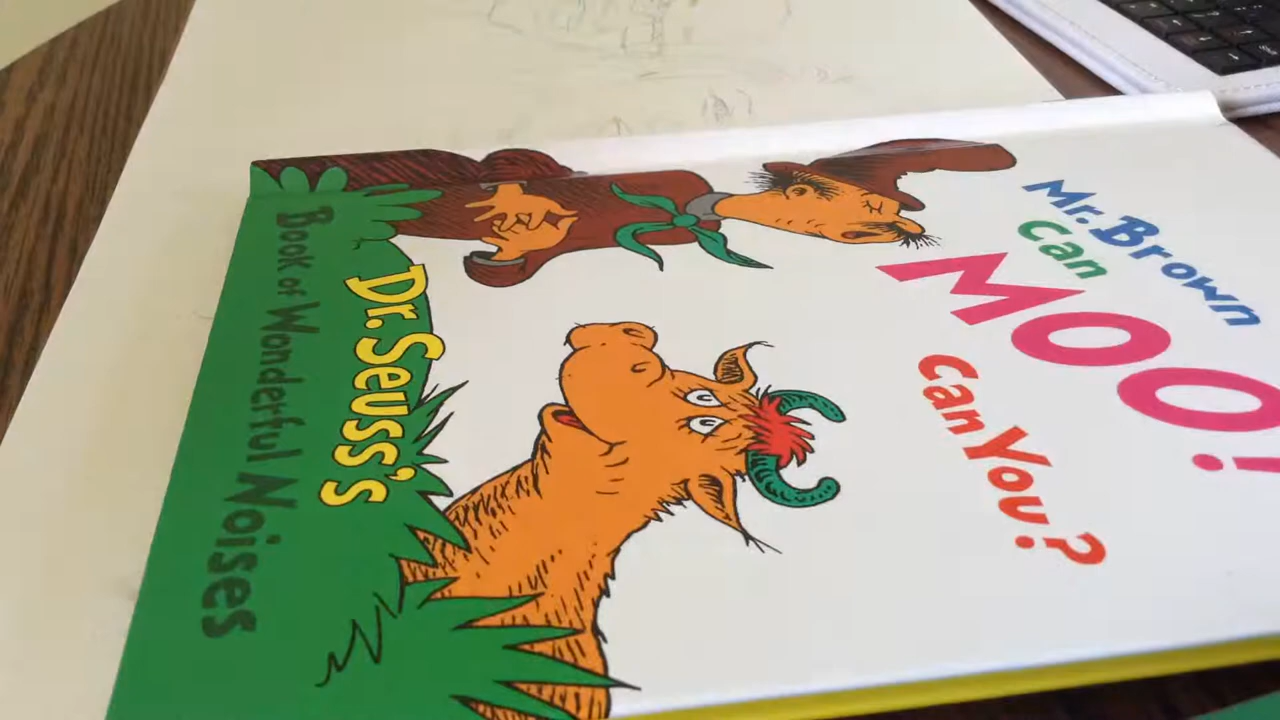 Mr. Brown
Can
MOO!
Can You?
Dr. Seuss's
Book of Wonderful Noises